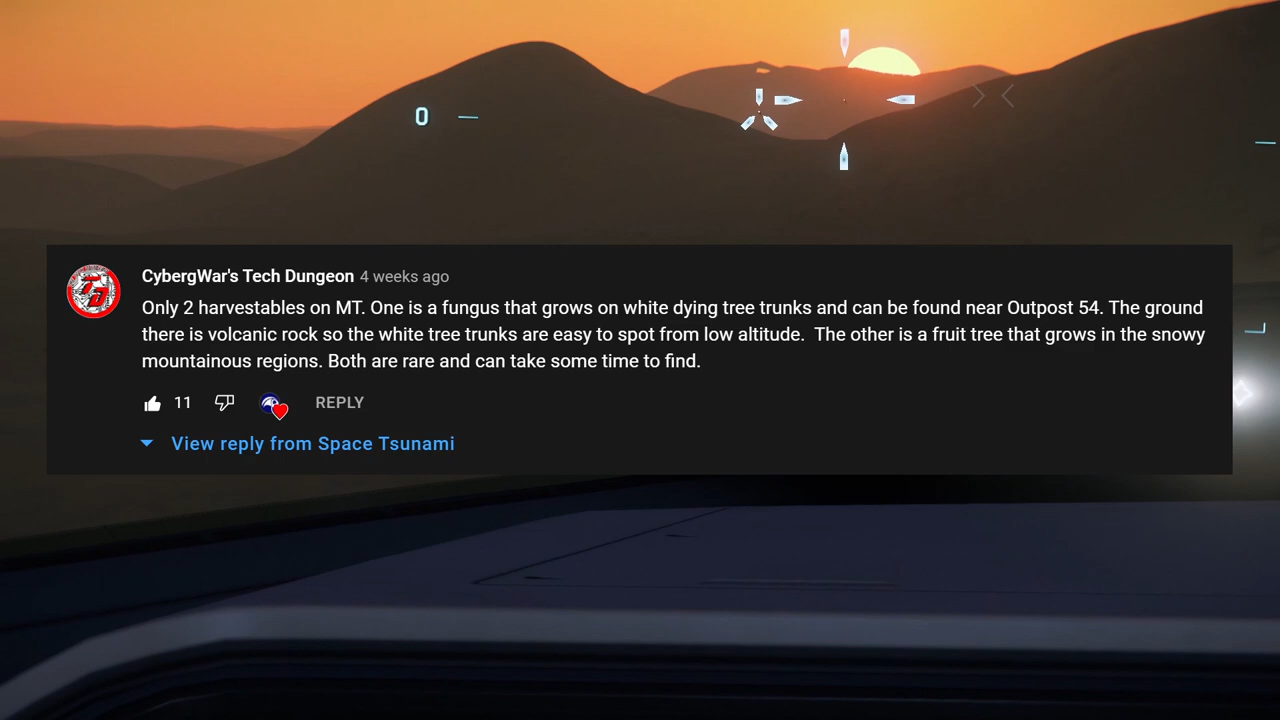 0
CybergWar's Tech Dungeon 4 weeks ago
Only 2 harvestables on MT. One is a fungus that grows on white dying tree trunks and can be found near Outpost 54. The ground
there is volcanic rock so the white tree trunks are easy to spot from low altitude.  The other is a fruit tree that grows in the snowy
mountainous regions. Both are rare and can take some time to find.
11 REPLY
View reply from Space Tsunami